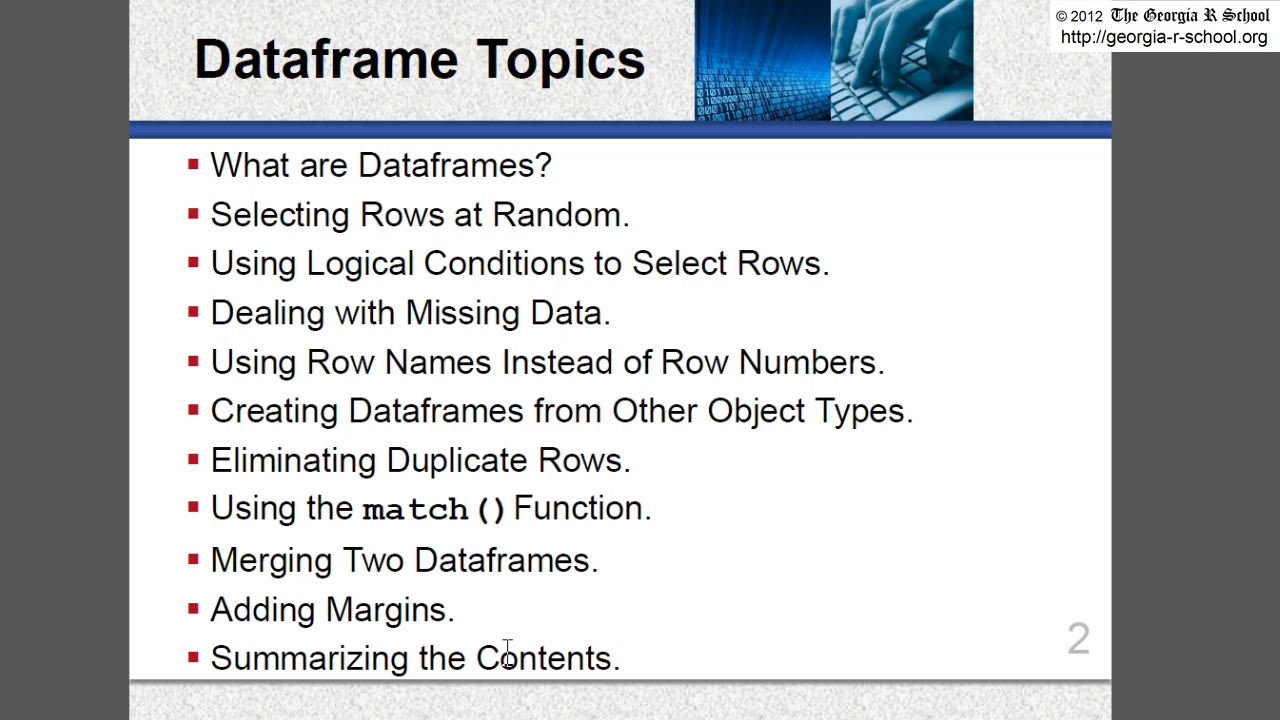 © 2012 The Georgia R School
http://georgia-r-school.org
Dataframe Topics
What are Dataframes?
Selecting Rows at Random.
Using Logical Conditions to Select Rows.
Dealing with Missing Data.
Using Row Names Instead of Row Numbers.
Creating Dataframes from Other Object Types.
Eliminating Duplicate Rows.
Using the match() Function.
Merging Two Dataframes.
Adding Margins.
Summarizing the Contents.
2